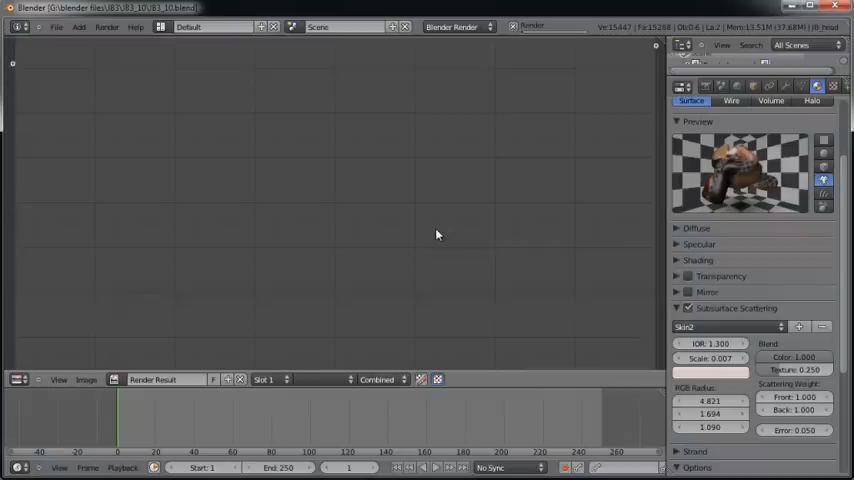 Blender [G:\blender files\UB3\UB3_10\UB3_10.blend]
File Add Render Help Default Scene Blender Render Render Ve:15447 | Fa:15288 | Ob:0-6 | La:2 | Mem:13.51M (37.68M) | JB_head
View Search All Scenes
Surface Wire Volume Halo
Preview
Diffuse
Specular
Shading
Transparency
Mirror
Subsurface Scattering
Skin2
IOR: 1.300 Blend:
Scale: 0.007 Color: 1.000
Texture: 0.250
RGB Radius: Scattering Weight:
4.821 Front: 1.000
1.694 Back: 1.000
1.090 Error: 0.050
Strand
Options
View Image Render Result F Slot 1 Combined
-40 -20 0 20 40 60 80 100 120 140 160 180 200 220 240 260
View Frame Playback Start: 1 End: 250 1 No Sync